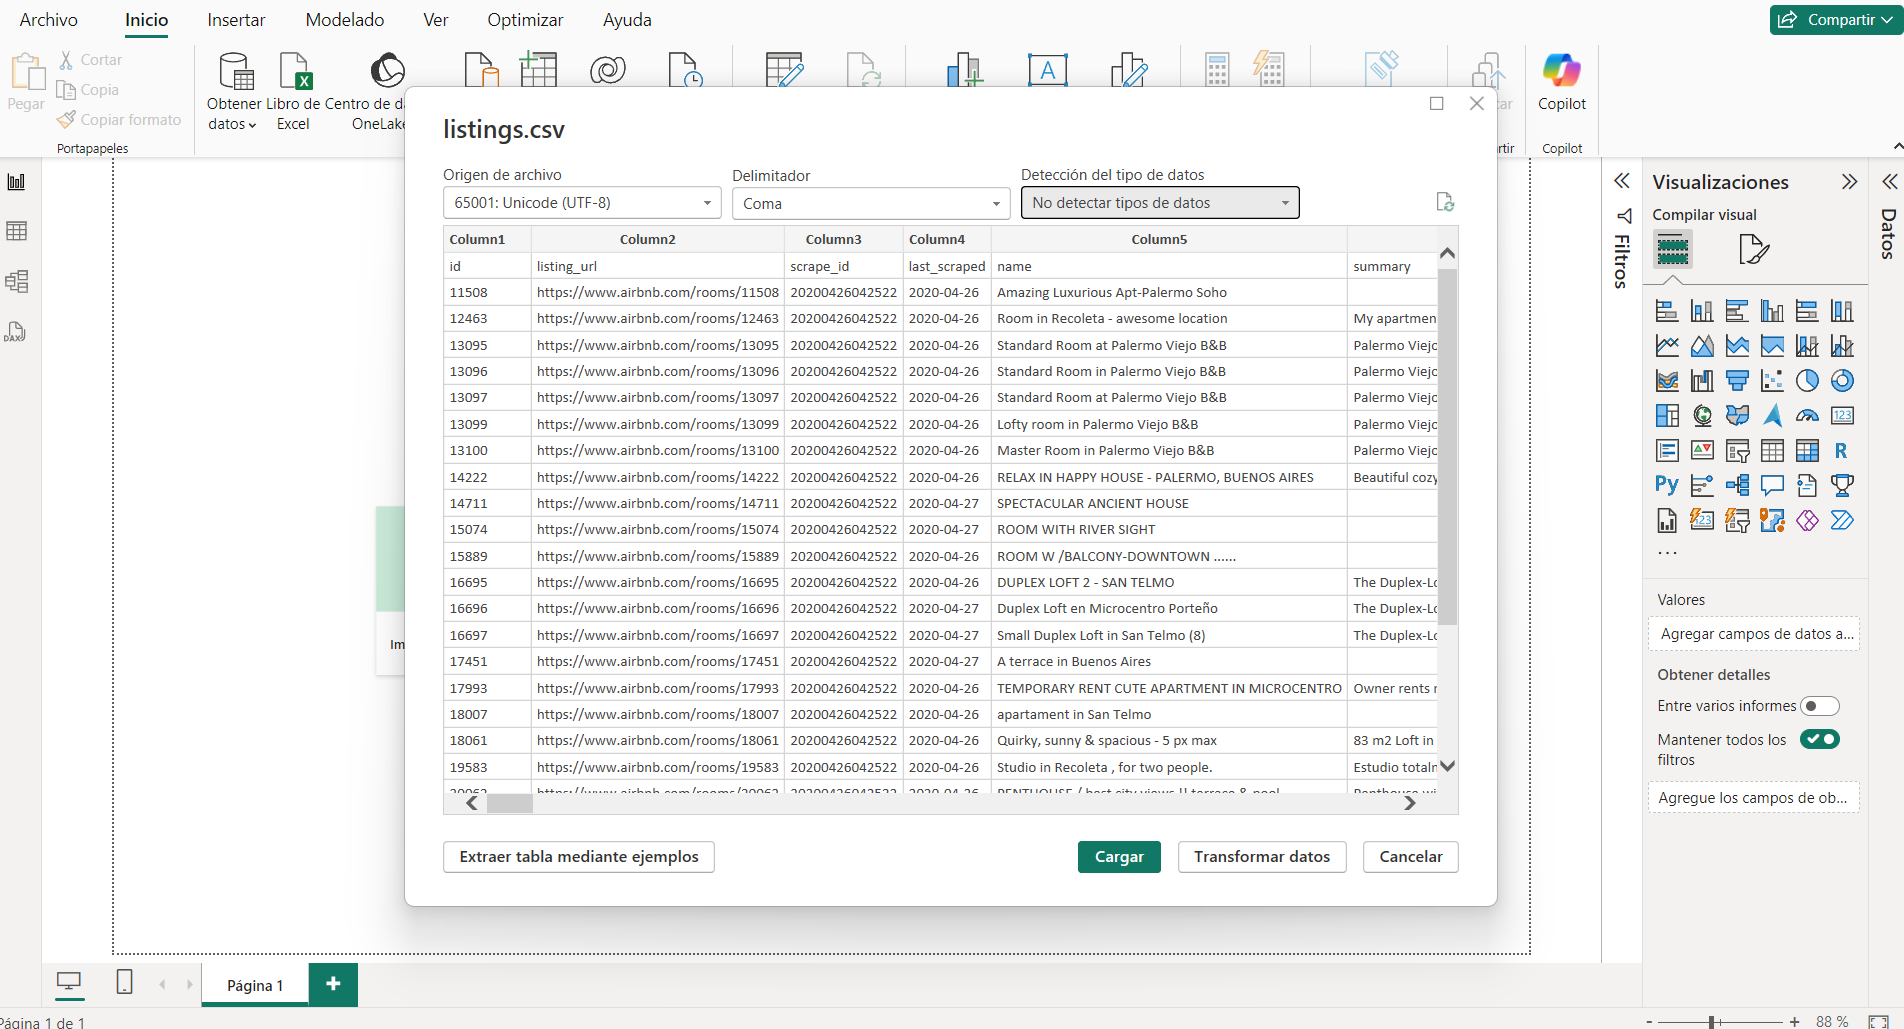 Archivo Inicio Insertar Modelado Ver Optimizar Ayuda Compartir
Pegar
Cortar
Copia
Copiar formato
Portapapeles
Obtener datos
Libro de Excel
Centro de da
OneLake
Copilot
Copilot
listings.csv
Origen de archivo Delimitador Detección del tipo de datos
65001: Unicode (UTF-8) Coma No detectar tipos de datos
Column1 Column2 Column3 Column4 Column5
id listing_url scrape_id last_scraped name summary
11508 https://www.airbnb.com/rooms/11508 20200426042522 2020-04-26 Amazing Luxurious Apt-Palermo Soho
12463 https://www.airbnb.com/rooms/12463 20200426042522 2020-04-26 Room in Recoleta - awesome location My apartmen
13095 https://www.airbnb.com/rooms/13095 20200426042522 2020-04-26 Standard Room at Palermo Viejo B&B Palermo Viejo
13096 https://www.airbnb.com/rooms/13096 20200426042522 2020-04-26 Standard Room in Palermo Viejo B&B Palermo Viejo
13097 https://www.airbnb.com/rooms/13097 20200426042522 2020-04-26 Standard Room at Palermo Viejo B&B Palermo Viejo
13099 https://www.airbnb.com/rooms/13099 20200426042522 2020-04-26 Lofty room in Palermo Viejo B&B Palermo Viejo
13100 https://www.airbnb.com/rooms/13100 20200426042522 2020-04-26 Master Room in Palermo Viejo B&B Palermo Viejo
14222 https://www.airbnb.com/rooms/14222 20200426042522 2020-04-26 RELAX IN HAPPY HOUSE - PALERMO, BUENOS AIRES Beautiful cozy
14711 https://www.airbnb.com/rooms/14711 20200426042522 2020-04-27 SPECTACULAR ANCIENT HOUSE
15074 https://www.airbnb.com/rooms/15074 20200426042522 2020-04-27 ROOM WITH RIVER SIGHT
15889 https://www.airbnb.com/rooms/15889 20200426042522 2020-04-26 ROOM W /BALCONY-DOWNTOWN ......
16695 https://www.airbnb.com/rooms/16695 20200426042522 2020-04-26 DUPLEX LOFT 2 - SAN TELMO The Duplex-Lo
16696 https://www.airbnb.com/rooms/16696 20200426042522 2020-04-27 Duplex Loft en Microcentro Porteño The Duplex-Lo
16697 https://www.airbnb.com/rooms/16697 20200426042522 2020-04-27 Small Duplex Loft in San Telmo (8) The Duplex-Lo
17451 https://www.airbnb.com/rooms/17451 20200426042522 2020-04-27 A terrace in Buenos Aires
17993 https://www.airbnb.com/rooms/17993 20200426042522 2020-04-26 TEMPORARY RENT CUTE APARTMENT IN MICROCENTRO Owner rents
18007 https://www.airbnb.com/rooms/18007 20200426042522 2020-04-26 apartament in San Telmo
18061 https://www.airbnb.com/rooms/18061 20200426042522 2020-04-26 Quirky, sunny & spacious - 5 px max 83 m2 Loft in
19583 https://www.airbnb.com/rooms/19583 20200426042522 2020-04-26 Studio in Recoleta , for two people. Estudio totaln
Extraer tabla mediante ejemplos Cargar Transformar datos Cancelar
Im
Filtros
Visualizaciones
Compilar visual
123
R
Py
123
...
Valores
Agregar campos de datos a...
Obtener detalles
Entre varios informes
Mantener todos los
filtros
Agregue los campos de ob...
Datos
DAX
Página 1
+
Página 1 de 1
- + 88 %